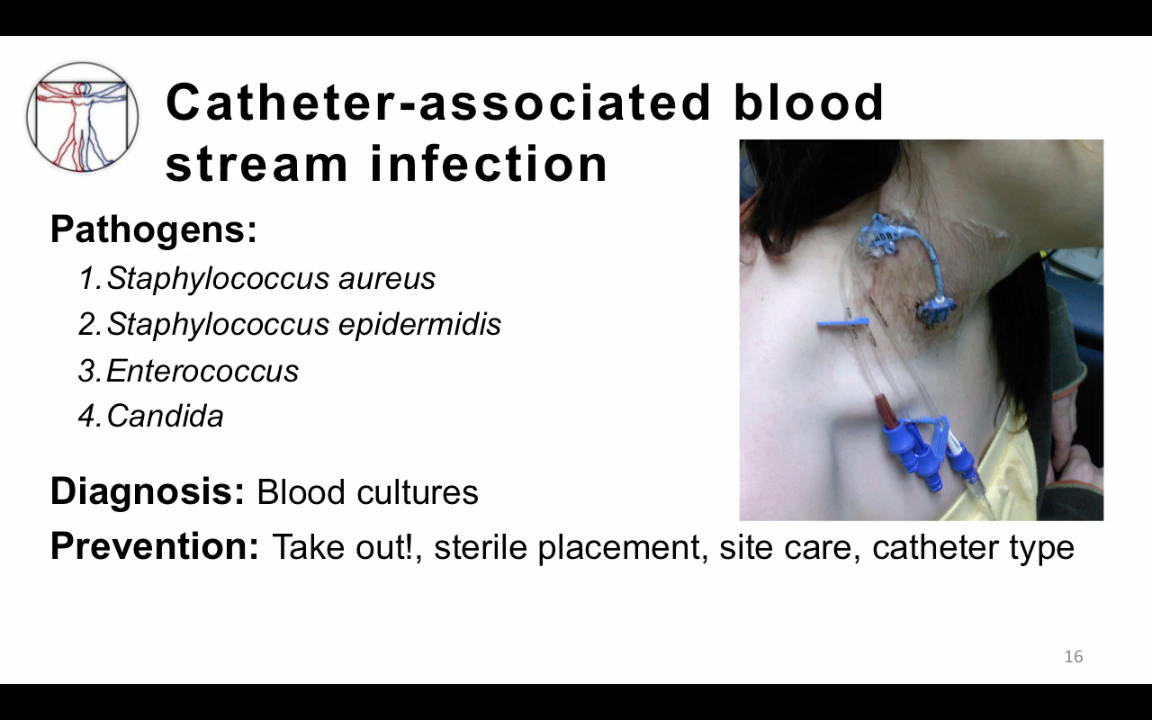 Catheter-associated blood
stream infection
Pathogens:
1. Staphylococcus aureus
2. Staphylococcus epidermidis
3. Enterococcus
4. Candida
Diagnosis: Blood cultures
Prevention: Take out!, sterile placement, site care, catheter type
16